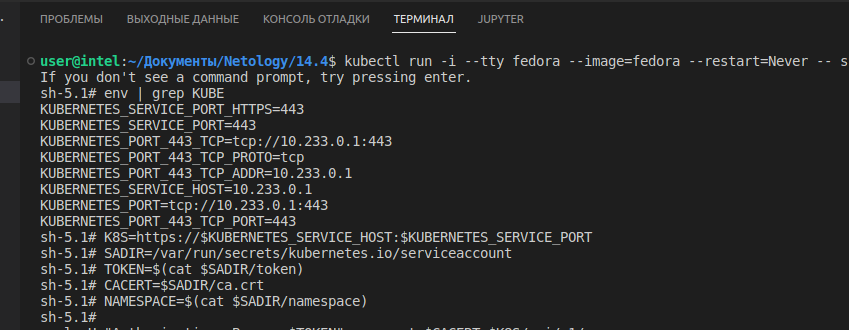 ПРОБЛЕМЫ ВЫХОДНЫЕ ДАННЫЕ КОНСОЛЬ ОТЛАДКИ ТЕРМИНАЛ JUPYTER
user@intel:~/Документы/Netology/14.4$ kubectl run -i --tty fedora --image=fedora --restart=Never -- s
If you don't see a command prompt, try pressing enter.
sh-5.1# env | grep KUBE
KUBERNETES_SERVICE_PORT_HTTPS=443
KUBERNETES_SERVICE_PORT=443
KUBERNETES_PORT_443_TCP=tcp://10.233.0.1:443
KUBERNETES_PORT_443_TCP_PROTO=tcp
KUBERNETES_PORT_443_TCP_ADDR=10.233.0.1
KUBERNETES_SERVICE_HOST=10.233.0.1
KUBERNETES_PORT=tcp://10.233.0.1:443
KUBERNETES_PORT_443_TCP_PORT=443
sh-5.1# K8S=https://$KUBERNETES_SERVICE_HOST:$KUBERNETES_SERVICE_PORT
sh-5.1# SADIR=/var/run/secrets/kubernetes.io/serviceaccount
sh-5.1# TOKEN=$(cat $SADIR/token)
sh-5.1# CACERT=$SADIR/ca.crt
sh-5.1# NAMESPACE=$(cat $SADIR/namespace)
sh-5.1#